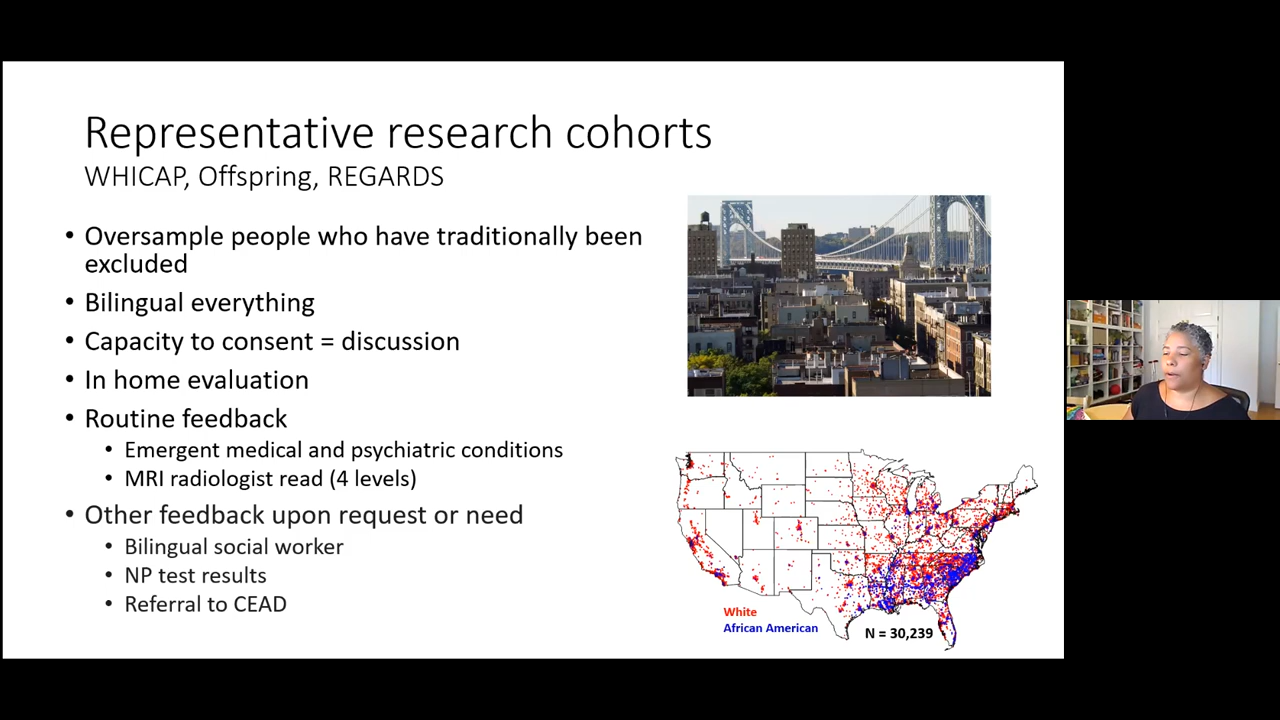 Representative research cohorts
WHICAP, Offspring, REGARDS
• Oversample people who have traditionally been
excluded
• Bilingual everything
• Capacity to consent = discussion
• In home evaluation
• Routine feedback
• Emergent medical and psychiatric conditions
• MRI radiologist read (4 levels)
• Other feedback upon request or need
• Bilingual social worker
• NP test results
• Referral to CEAD
White
African American
N = 30,239